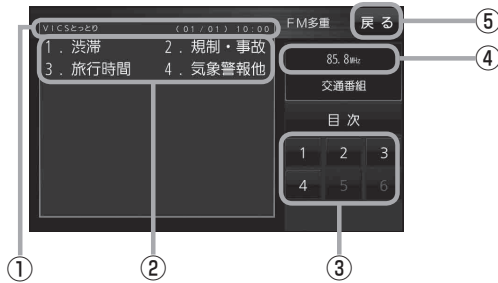 VICSとっとり (01/01) 10:00 FM多重 戻る ⑤
1．渋滞 2．規制・事故
3．旅行時間 4．気象警報他
85.8MHz ④
交通番組
目次
1 2 3
4 5 6
① ② ③